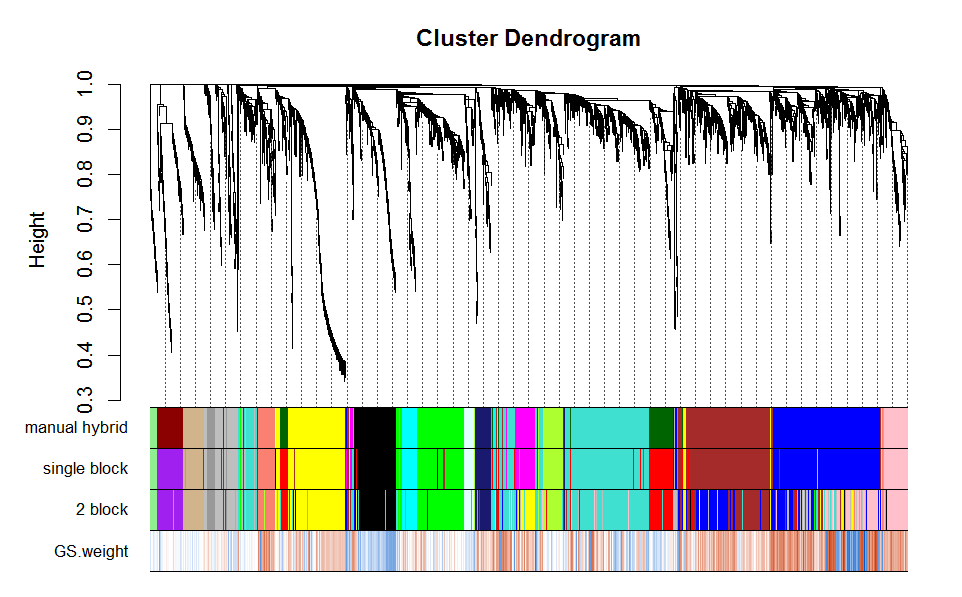 Cluster Dendrogram
Height
1.0
0.9
0.8
0.7
0.6
0.5
0.4
0.3
manual hybrid
single block
2 block
GS.weight